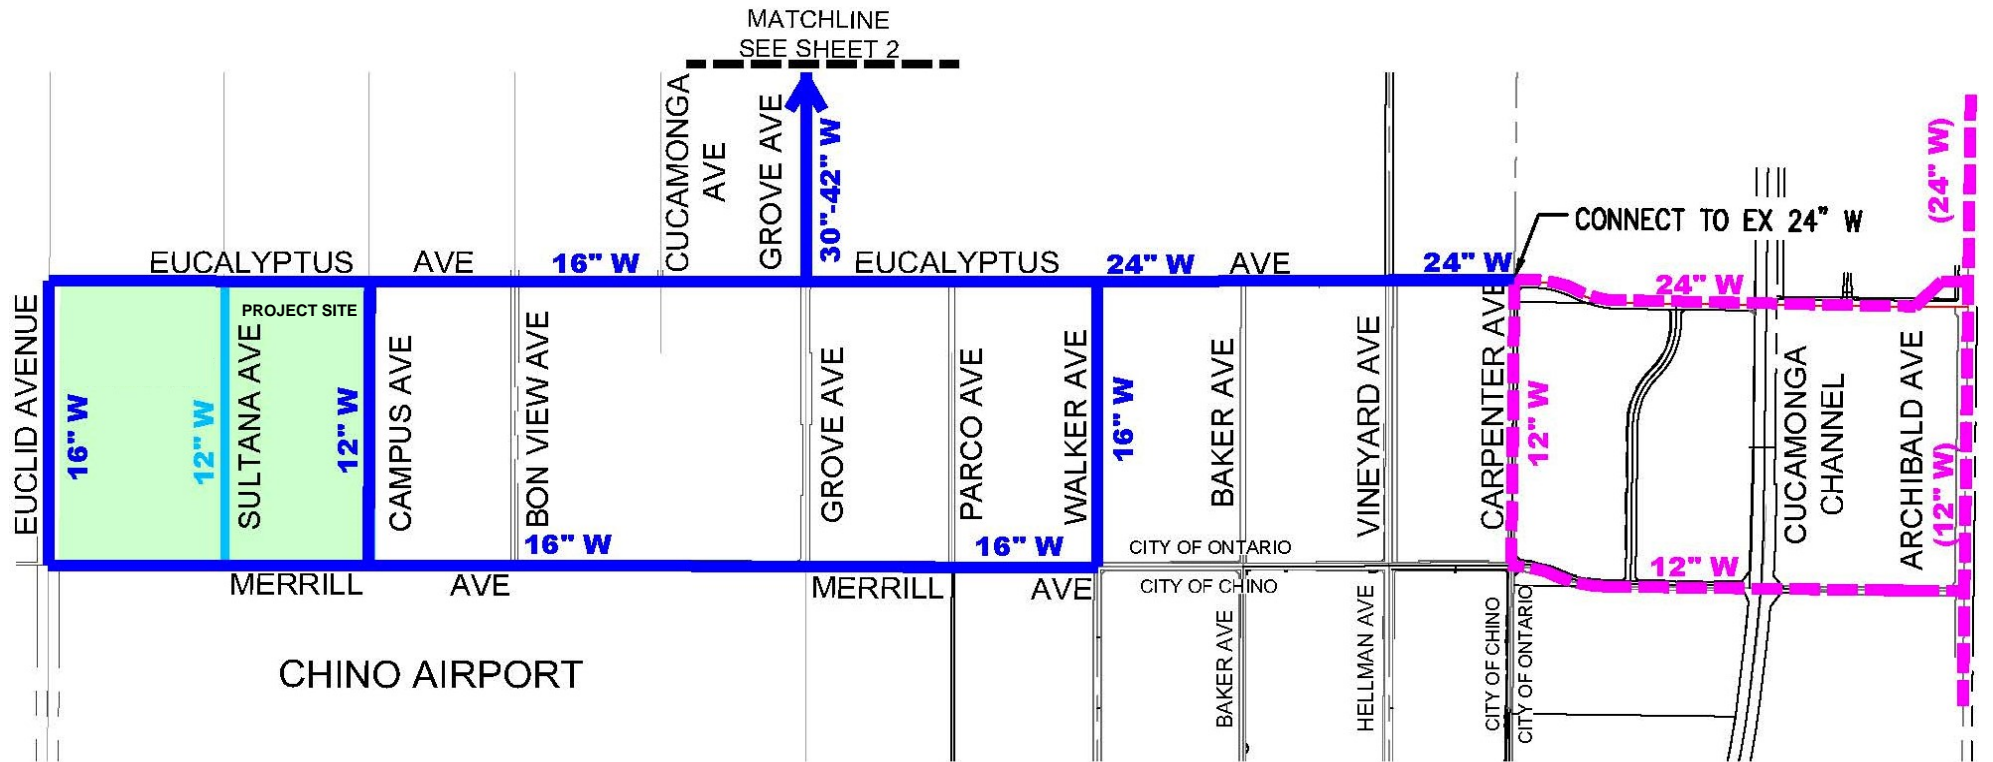 MATCHLINE
SEE SHEET 2
CUCAMONGA
AVE
GROVE AVE
30"-42" W
(24" W)
CONNECT TO EX 24" W
EUCALYPTUS
AVE
16" W
EUCALYPTUS
24" W
AVE
24" W
24" W
PROJECT SITE
EUCLID AVENUE
16" W
12" W
SULTANA AVE
12" W
CAMPUS AVE
BON VIEW AVE
GROVE AVE
PARCO AVE
WALKER AVE
16" W
BAKER AVE
VINEYARD AVE
CARPENTER AVE
12" W
CUCAMONGA
CHANNEL
ARCHIBALD AVE
(12" W)
16" W
16" W
CITY OF ONTARIO
CITY OF CHINO
12" W
MERRILL
AVE
MERRILL
AVE
CHINO AIRPORT
BAKER AVE
HELLMAN AVE
CITY OF CHINO
CITY OF ONTARIO